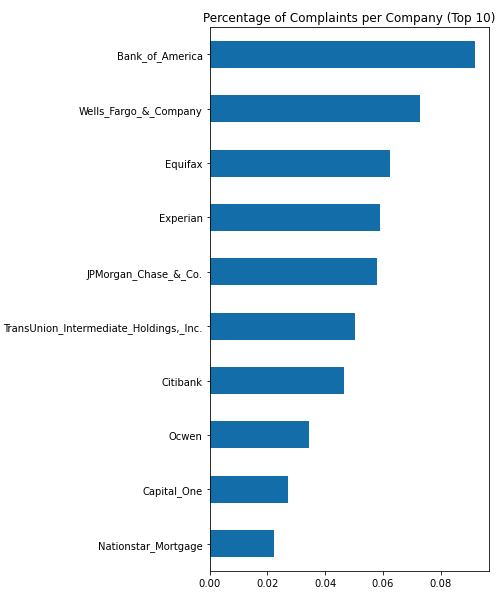 Percentage of Complaints per Company (Top 10)
Bank_of_America
Wells_Fargo_&_Company
Equifax
Experian
JPMorgan_Chase_&_Co.
TransUnion_Intermediate_Holdings,_Inc.
Citibank
Ocwen
Capital_One
Nationstar_Mortgage
0.00 0.02 0.04 0.06 0.08